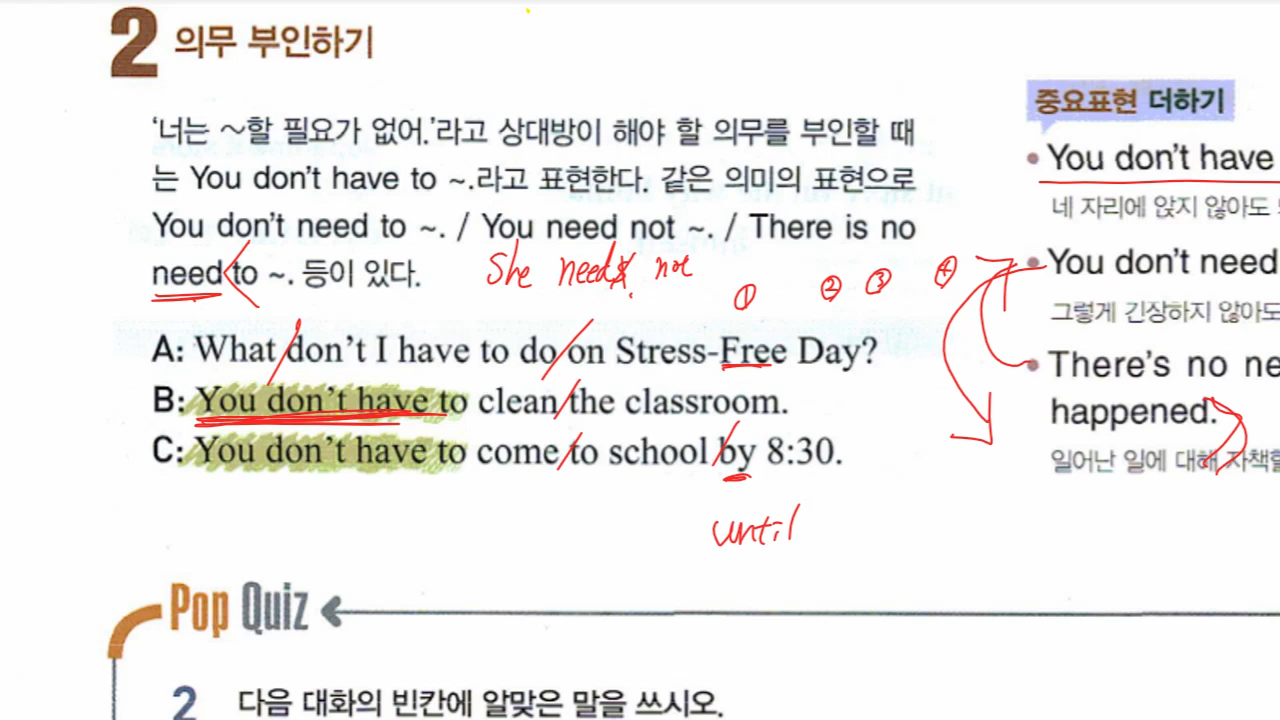 2 의무 부인하기
'너는 ~할 필요가 없어.'라고 상대방이 해야 할 의무를 부인할 때
는 You don't have to ~.라고 표현한다. 같은 의미의 표현으로
You don't need to ~. / You need not ~. / There is no
need to ~. 등이 있다.
She needs not
① ② ③ ④
A: What don't I have to do on Stress-Free Day?
B: You don't have to clean the classroom.
C: You don't have to come to school by 8:30.
until
중요표현 더하기
• You don't have
네 자리에 앉지 않아도
• You don't need
그렇게 긴장하지 않아도
• There's no ne
happened.
일어난 일에 대해 자책할
Pop Quiz
2 다음 대화의 빈칸에 알맞은 말을 쓰시오.